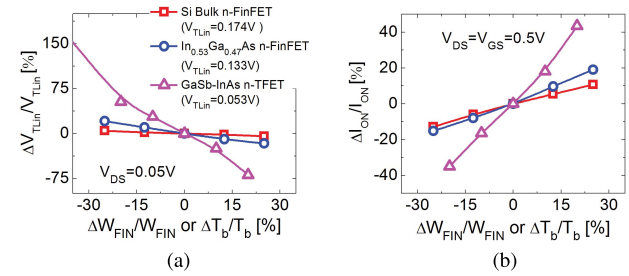 Si Bulk n-FinFET
(V_TLin=0.174V)
In_0.53Ga_0.47As n-FinFET
(V_TLin=0.133V)
GaSb-InAs n-TFET
(V_TLin=0.053V)
150
75
0
-75
ΔV_TLin/V_TLin [%]
V_DS=0.05V
-30 -15 0 15 30
ΔW_FIN/W_FIN or ΔT_b/T_b [%]
(a)
40
20
0
-20
-40
ΔI_ON/I_ON [%]
V_DS=V_GS=0.5V
-30 -15 0 15 30
ΔW_FIN/W_FIN or ΔT_b/T_b [%]
(b)